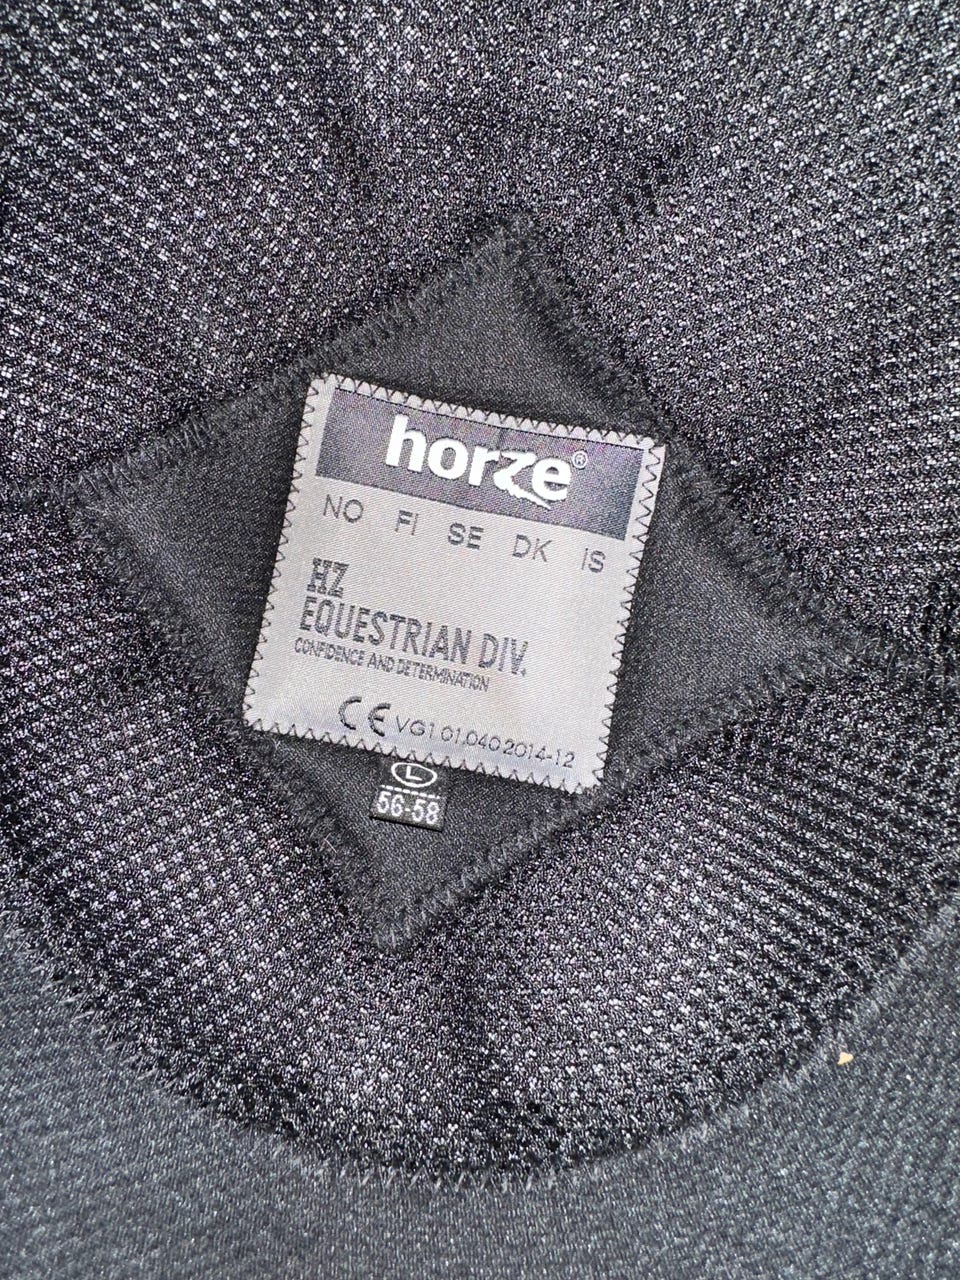 horze®
NO FI SE DK IS
HZ
EQUESTRIAN DIV.
CONFIDENCE AND DETERMINATION
CE VG1 01.040 2014-12
L
56-58